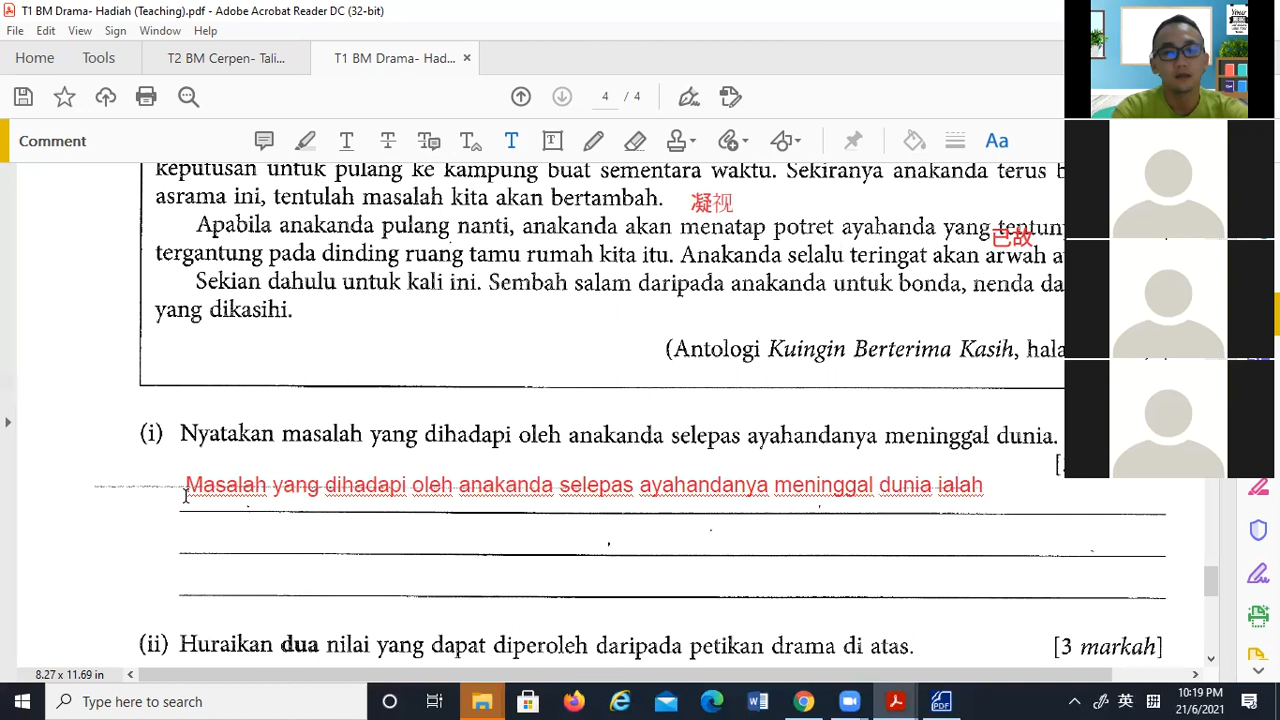 T1 BM Drama- Hadiah (Teaching).pdf - Adobe Acrobat Reader DC (32-bit)
File Edit View Sign Window Help
Home Tools T2 BM Cerpen- Tali... T1 BM Drama- Had... ×
4 / 4
Comment
keputusan untuk pulang ke kampung buat sementara waktu. Sekiranya anakanda terus
asrama ini, tentulah masalah kita akan bertambah.
凝视
Apabila anakanda pulang nanti, anakanda akan menatap potret ayahanda yang
已故
tergantung pada dinding ruang tamu rumah kita itu. Anakanda selalu teringat akan arwah
Sekian dahulu untuk kali ini. Sembah salam daripada anakanda untuk bonda, nenda
yang dikasihi.
(Antologi Kuingin Berterima Kasih,
(i) Nyatakan masalah yang dihadapi oleh anakanda selepas ayahandanya meninggal dunia.
Masalah yang dihadapi oleh anakanda selepas ayahandanya meninggal dunia ialah
(ii) Huraikan dua nilai yang dapat diperoleh daripada petikan drama di atas. [3 markah]
8.27 x 11.69 in
Type here to search
英 拼
10:19 PM
21/6/2021